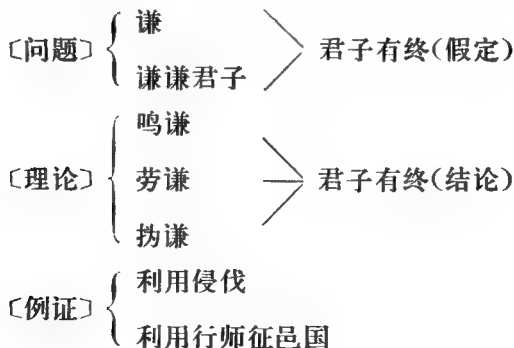 谦
〔问题〕 君子有终(假定)
谦谦君子
鸣谦
〔理论〕 劳谦 君子有终(结论)
㧑谦
利用侵伐
〔例证〕
利用行师征邑国